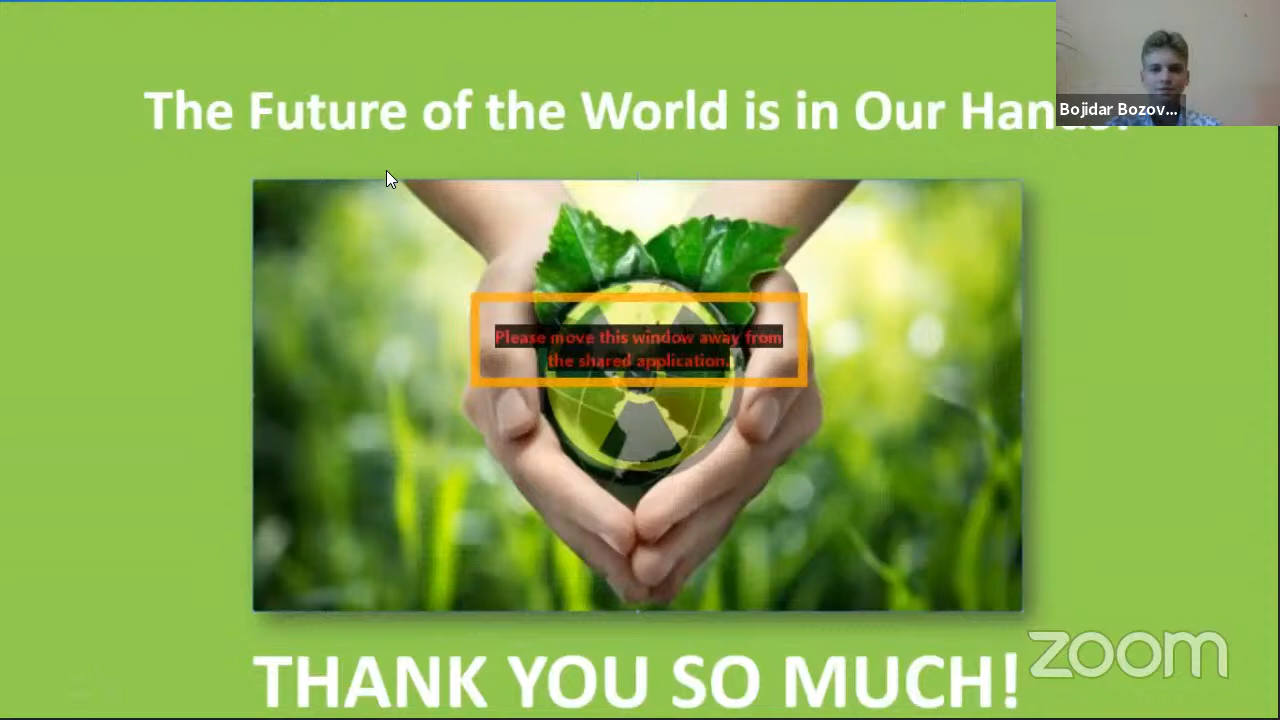 The Future of the World is in Our Hands!
Bojidar Bozov...
Please move this window away from
the shared application.
THANK YOU SO MUCH!
zoom